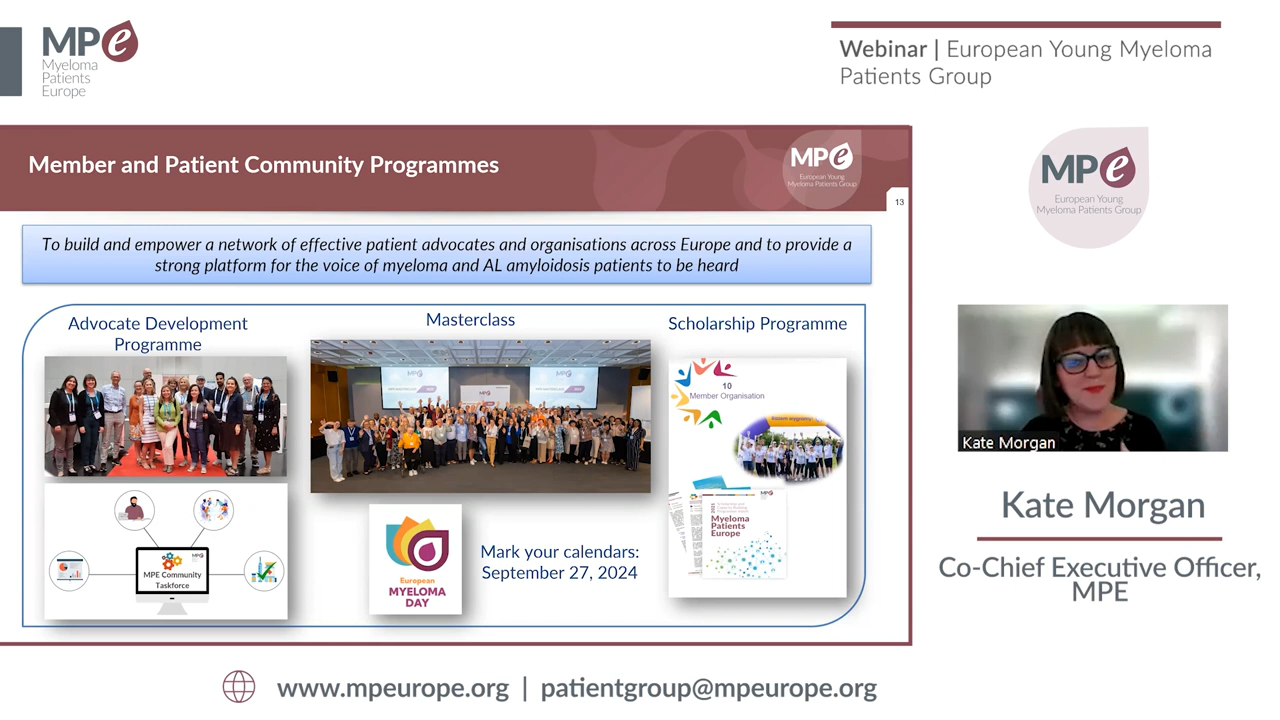 MPe
Myeloma
Patients
Europe
Webinar | European Young Myeloma
Patients Group
Member and Patient Community Programmes
MPe
European Young
Myeloma Patients Group
13
To build and empower a network of effective patient advocates and organisations across Europe and to provide a
strong platform for the voice of myeloma and AL amyloidosis patients to be heard
Advocate Development
Programme
Masterclass
Scholarship Programme
10
Member Organisation
MPE Community
Taskforce
European
MYELOMA
DAY
Mark your calendars:
September 27, 2024
Myeloma
Patients
Europe
MPe
European Young
Myeloma Patients Group
Kate Morgan
Kate Morgan
Co-Chief Executive Officer,
MPE
www.mpeurope.org | patientgroup@mpeurope.org